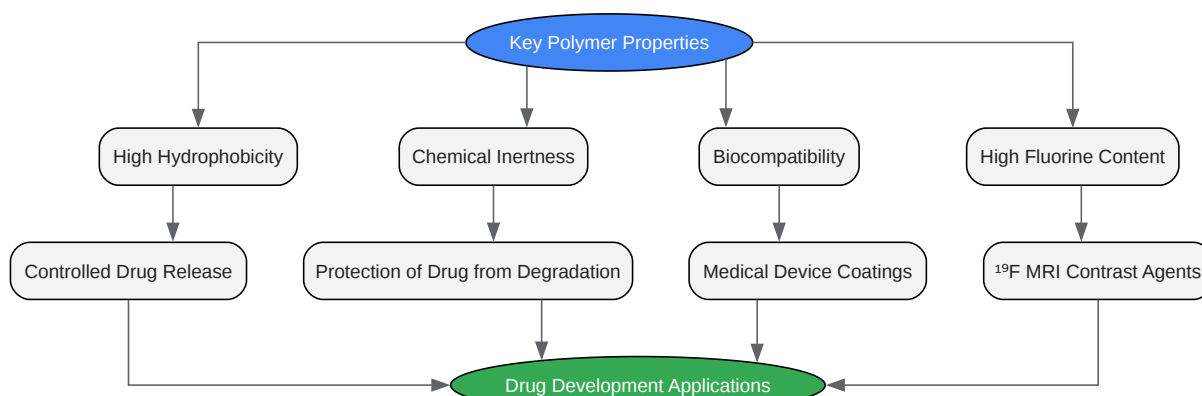 Key Polymer Properties
High Hydrophobicity
Chemical Inertness
Biocompatibility
High Fluorine Content
Controlled Drug Release
Protection of Drug from Degradation
Medical Device Coatings
¹⁹F MRI Contrast Agents
Drug Development Applications